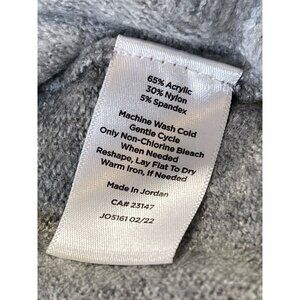 65% Acrylic
30% Nylon
5% Spandex
Machine Wash Cold
Gentle Cycle
Only Non-Chlorine Bleach
When Needed
Reshape, Lay Flat To Dry
Warm Iron, If Needed
Made in Jordan
CA# 23147
JO5161 02/22